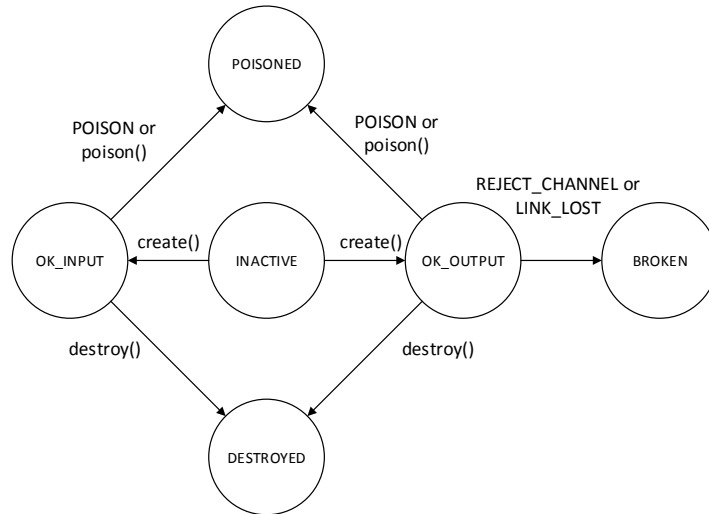 POISONED
POISON or
poison()
POISON or
poison()
REJECT_CHANNEL or
LINK_LOST
create()
create()
OK_INPUT
INACTIVE
OK_OUTPUT
BROKEN
destroy()
destroy()
DESTROYED